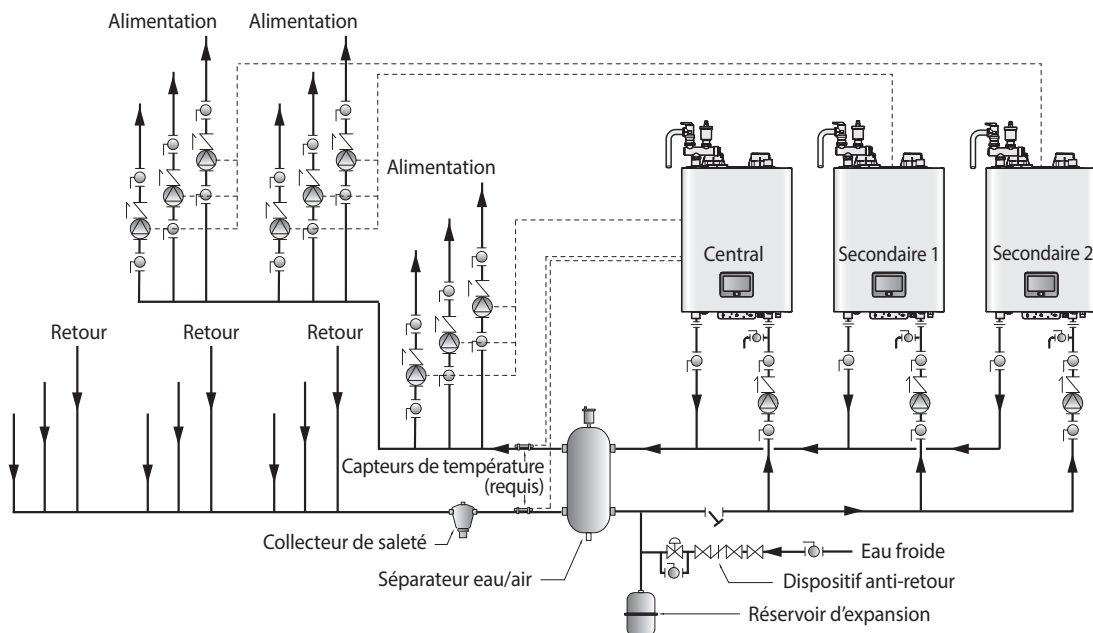 Alimentation
Alimentation
Alimentation
Central
Secondaire 1
Secondaire 2
Retour
Retour
Retour
Capteurs de température
(requis)
Collecteur de saleté
Séparateur eau/air
Eau froide
Dispositif anti-retour
Réservoir d'expansion